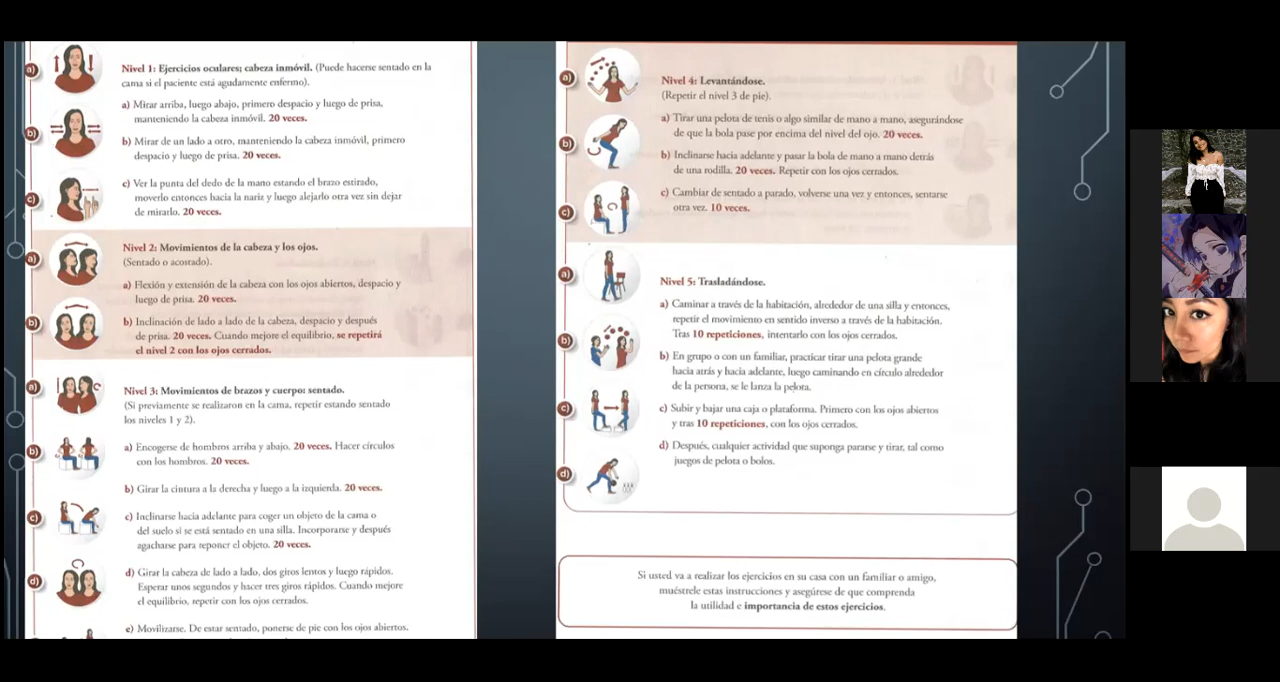 a)
Nivel 1: Ejercicios oculares; cabeza inmóvil. (Puede hacerse sentado en la
cama si el paciente está agudamente enfermo).
a) Mirar arriba, luego abajo, primero despacio y luego de prisa,
manteniendo la cabeza inmóvil. 20 veces.
b)
b) Mirar de un lado a otro, manteniendo la cabeza inmóvil, primero
despacio y luego de prisa. 20 veces.
c)
c) Ver la punta del dedo de la mano estando el brazo estirado,
moverlo entonces hacia la nariz y luego alejarlo otra vez sin dejar
de mirarlo. 20 veces.
a)
Nivel 2: Movimientos de la cabeza y los ojos.
(Sentado o acostado).
a) Flexión y extensión de la cabeza con los ojos abiertos, despacio y
luego de prisa. 20 veces.
b)
b) Inclinación de lado a lado de la cabeza, despacio y después
de prisa. 20 veces. Cuando mejore el equilibrio, se repetirá
el nivel 2 con los ojos cerrados.
a)
Nivel 3: Movimientos de brazos y cuerpo: sentado.
(Si previamente se realizaron en la cama, repetir estando sentado
los niveles 1 y 2).
b)
a) Encogerse de hombros arriba y abajo. 20 veces. Hacer círculos
con los hombros. 20 veces.
b) Girar la cintura a la derecha y luego a la izquierda. 20 veces.
c)
c) Inclinarse hacia adelante para coger un objeto de la cama o
del suelo si se está sentado en una silla. Incorporarse y después
agacharse para reponer el objeto. 20 veces.
d)
d) Girar la cabeza de lado a lado, dos giros lentos y luego rápidos.
Esperar unos segundos y hacer tres giros rápidos. Cuando mejore
el equilibrio, repetir con los ojos cerrados.
e) Movilizarse. De estar sentado, ponerse de pie con los ojos abiertos.
a)
Nivel 4: Levantándose.
(Repetir el nivel 3 de pie).
a) Tirar una pelota de tenis o algo similar de mano a mano, asegurándose
de que la bola pase por encima del nivel del ojo. 20 veces.
b)
b) Inclinarse hacia adelante y pasar la bola de mano a mano detrás
de una rodilla. 20 veces. Repetir con los ojos cerrados.
c)
c) Cambiar de sentado a parado, volverse una vez y entonces, sentarse
otra vez. 10 veces.
a)
Nivel 5: Trasladándose.
a) Caminar a través de la habitación, alrededor de una silla y entonces,
repetir el movimiento en sentido inverso a través de la habitación.
Tras 10 repeticiones, intentarlo con los ojos cerrados.
b)
b) En grupo o con un familiar, practicar tirar una pelota grande
hacia atrás y hacia adelante, luego caminando en círculo alrededor
de la persona, se le lanza la pelota.
c)
c) Subir y bajar una caja o plataforma. Primero con los ojos abiertos
y tras 10 repeticiones, con los ojos cerrados.
d)
d) Después, cualquier actividad que suponga pararse y tirar, tal como
juegos de pelota o bolos.
Si usted va a realizar los ejercicios en su casa con un familiar o amigo,
muéstrele estas instrucciones y asegúrese de que comprenda
la utilidad e importancia de estos ejercicios.